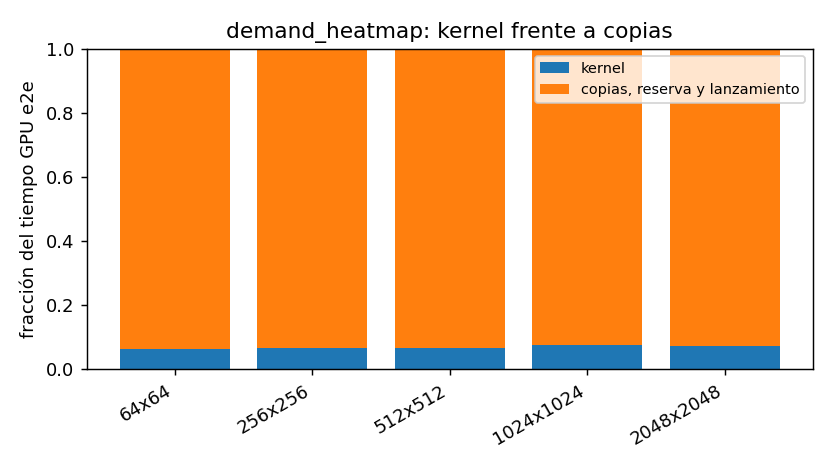 demand_heatmap: kernel frente a copias
fracción del tiempo GPU e2e
1.0
0.8
0.6
0.4
0.2
0.0
kernel
copias, reserva y lanzamiento
64x64
256x256
512x512
1024x1024
2048x2048